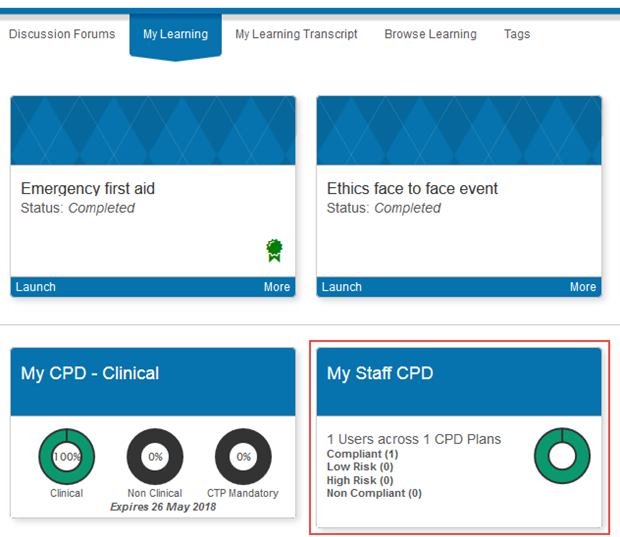 Discussion Forums My Learning My Learning Transcript Browse Learning Tags
Emergency first aid
Status: Completed
Launch More
Ethics face to face event
Status: Completed
Launch More
My CPD - Clinical
100% 0% 0%
Clinical Non Clinical CTP Mandatory
Expires 26 May 2018
My Staff CPD
1 Users across 1 CPD Plans
Compliant (1)
Low Risk (0)
High Risk (0)
Non Compliant (0)